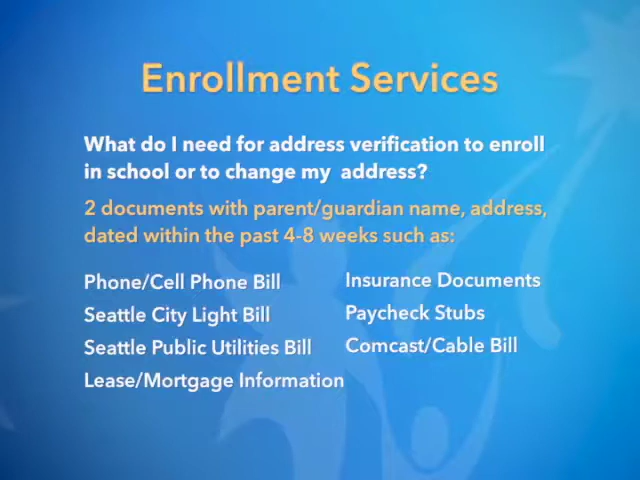 Enrollment Services
What do I need for address verification to enroll
in school or to change my address?
2 documents with parent/guardian name, address,
dated within the past 4-8 weeks such as:
Phone/Cell Phone Bill
Seattle City Light Bill
Seattle Public Utilities Bill
Lease/Mortgage Information
Insurance Documents
Paycheck Stubs
Comcast/Cable Bill